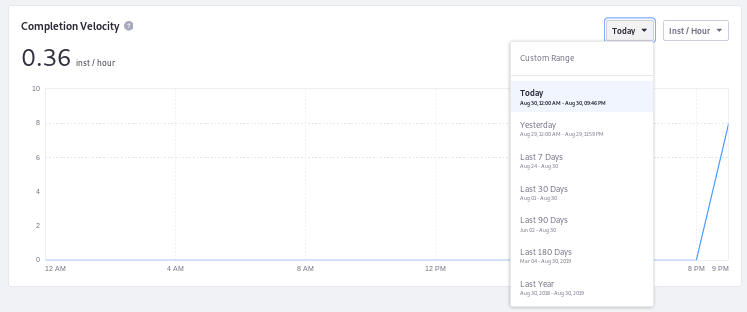 Completion Velocity ?
Today
Inst / Hour
0.36 inst / hour
Custom Range
Today
Aug 30, 12:00 AM - Aug 30, 09:46 PM
Yesterday
Aug 29, 12:00 AM - Aug 29, 11:59 PM
Last 7 Days
Aug 24 - Aug 30
Last 30 Days
Aug 01 - Aug 30
Last 90 Days
Jun 02 - Aug 30
Last 180 Days
Mar 04 - Aug 30, 2019
Last Year
Aug 30, 2018 - Aug 30, 2019
10
8
6
4
2
0
12 AM
4 AM
8 AM
12 PM
8 PM
9 PM